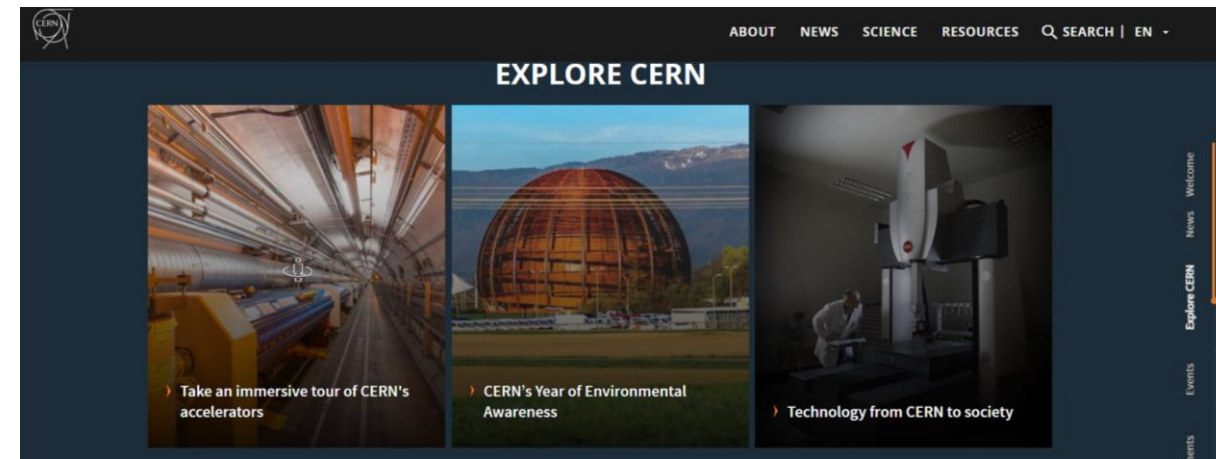 CERN
ABOUT NEWS SCIENCE RESOURCES SEARCH | EN
EXPLORE CERN
Take an immersive tour of CERN's
accelerators
CERN's Year of Environmental
Awareness
Technology from CERN to society
Welcome
News
Explore CERN
Events